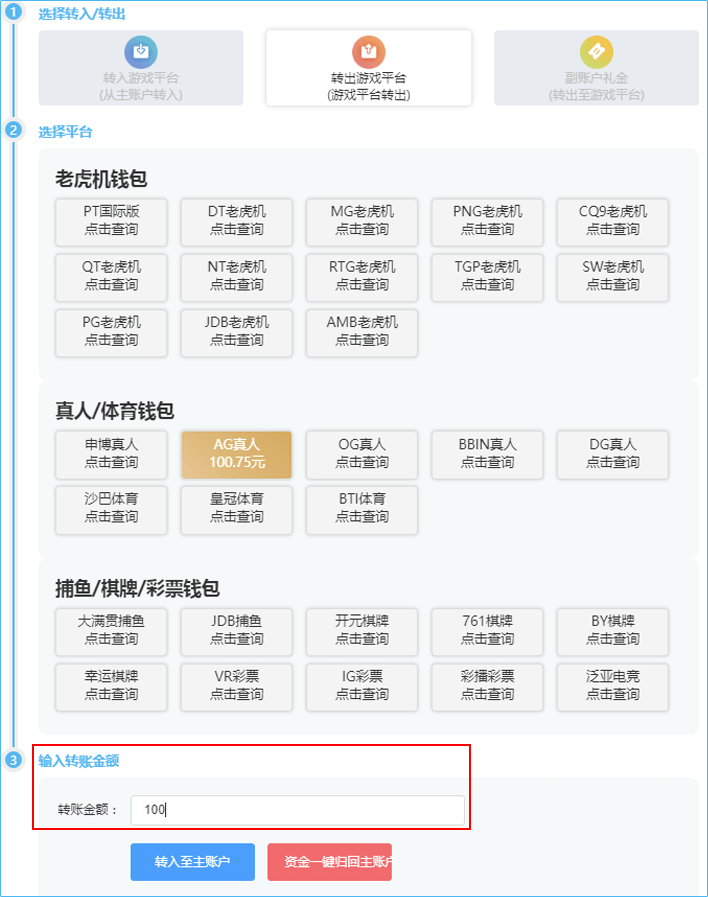 1 选择转入/转出
转入游戏平台
(从主账户转入)
转出游戏平台
(游戏平台转出)
副账户礼金
(转出至游戏平台)
2 选择平台
老虎机钱包
PT国际版
点击查询
DT老虎机
点击查询
MG老虎机
点击查询
PNG老虎机
点击查询
CQ9老虎机
点击查询
QT老虎机
点击查询
NT老虎机
点击查询
RTG老虎机
点击查询
TGP老虎机
点击查询
SW老虎机
点击查询
PG老虎机
点击查询
JDB老虎机
点击查询
AMB老虎机
点击查询
真人/体育钱包
申博真人
点击查询
AG真人
100.75元
OG真人
点击查询
BBIN真人
点击查询
DG真人
点击查询
沙巴体育
点击查询
皇冠体育
点击查询
BTI体育
点击查询
捕鱼/棋牌/彩票钱包
大满贯捕鱼
点击查询
JDB捕鱼
点击查询
开元棋牌
点击查询
761棋牌
点击查询
BY棋牌
点击查询
幸运棋牌
点击查询
VR彩票
点击查询
IG彩票
点击查询
彩播彩票
点击查询
泛亚电竞
点击查询
3 输入转账金额
转账金额： 100
转入至主账户
资金一键归回主账户